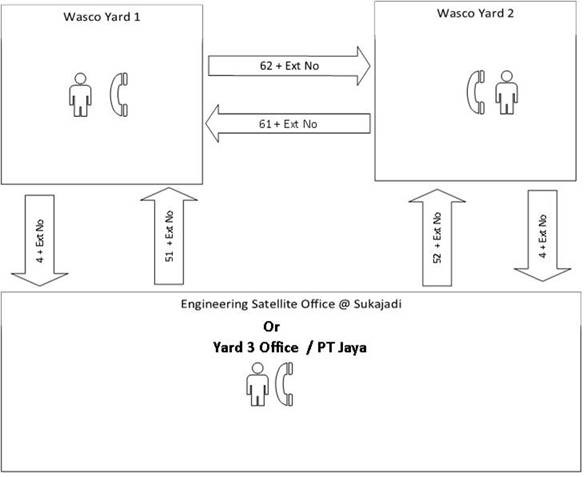 Wasco Yard 1
Wasco Yard 2
62 + Ext No
61 + Ext No
4 + Ext No
51 + Ext No
52 + Ext No
4 + Ext No
Engineering Satellite Office @ Sukajadi
Or
Yard 3 Office / PT Jaya